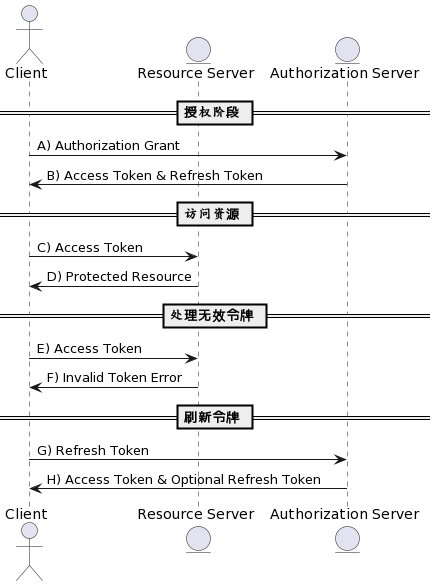 Client
Resource Server
Authorization Server
授权阶段
A) Authorization Grant
B) Access Token & Refresh Token
访问资源
C) Access Token
D) Protected Resource
处理无效令牌
E) Access Token
F) Invalid Token Error
刷新令牌
G) Refresh Token
H) Access Token & Optional Refresh Token
Client
Resource Server
Authorization Server